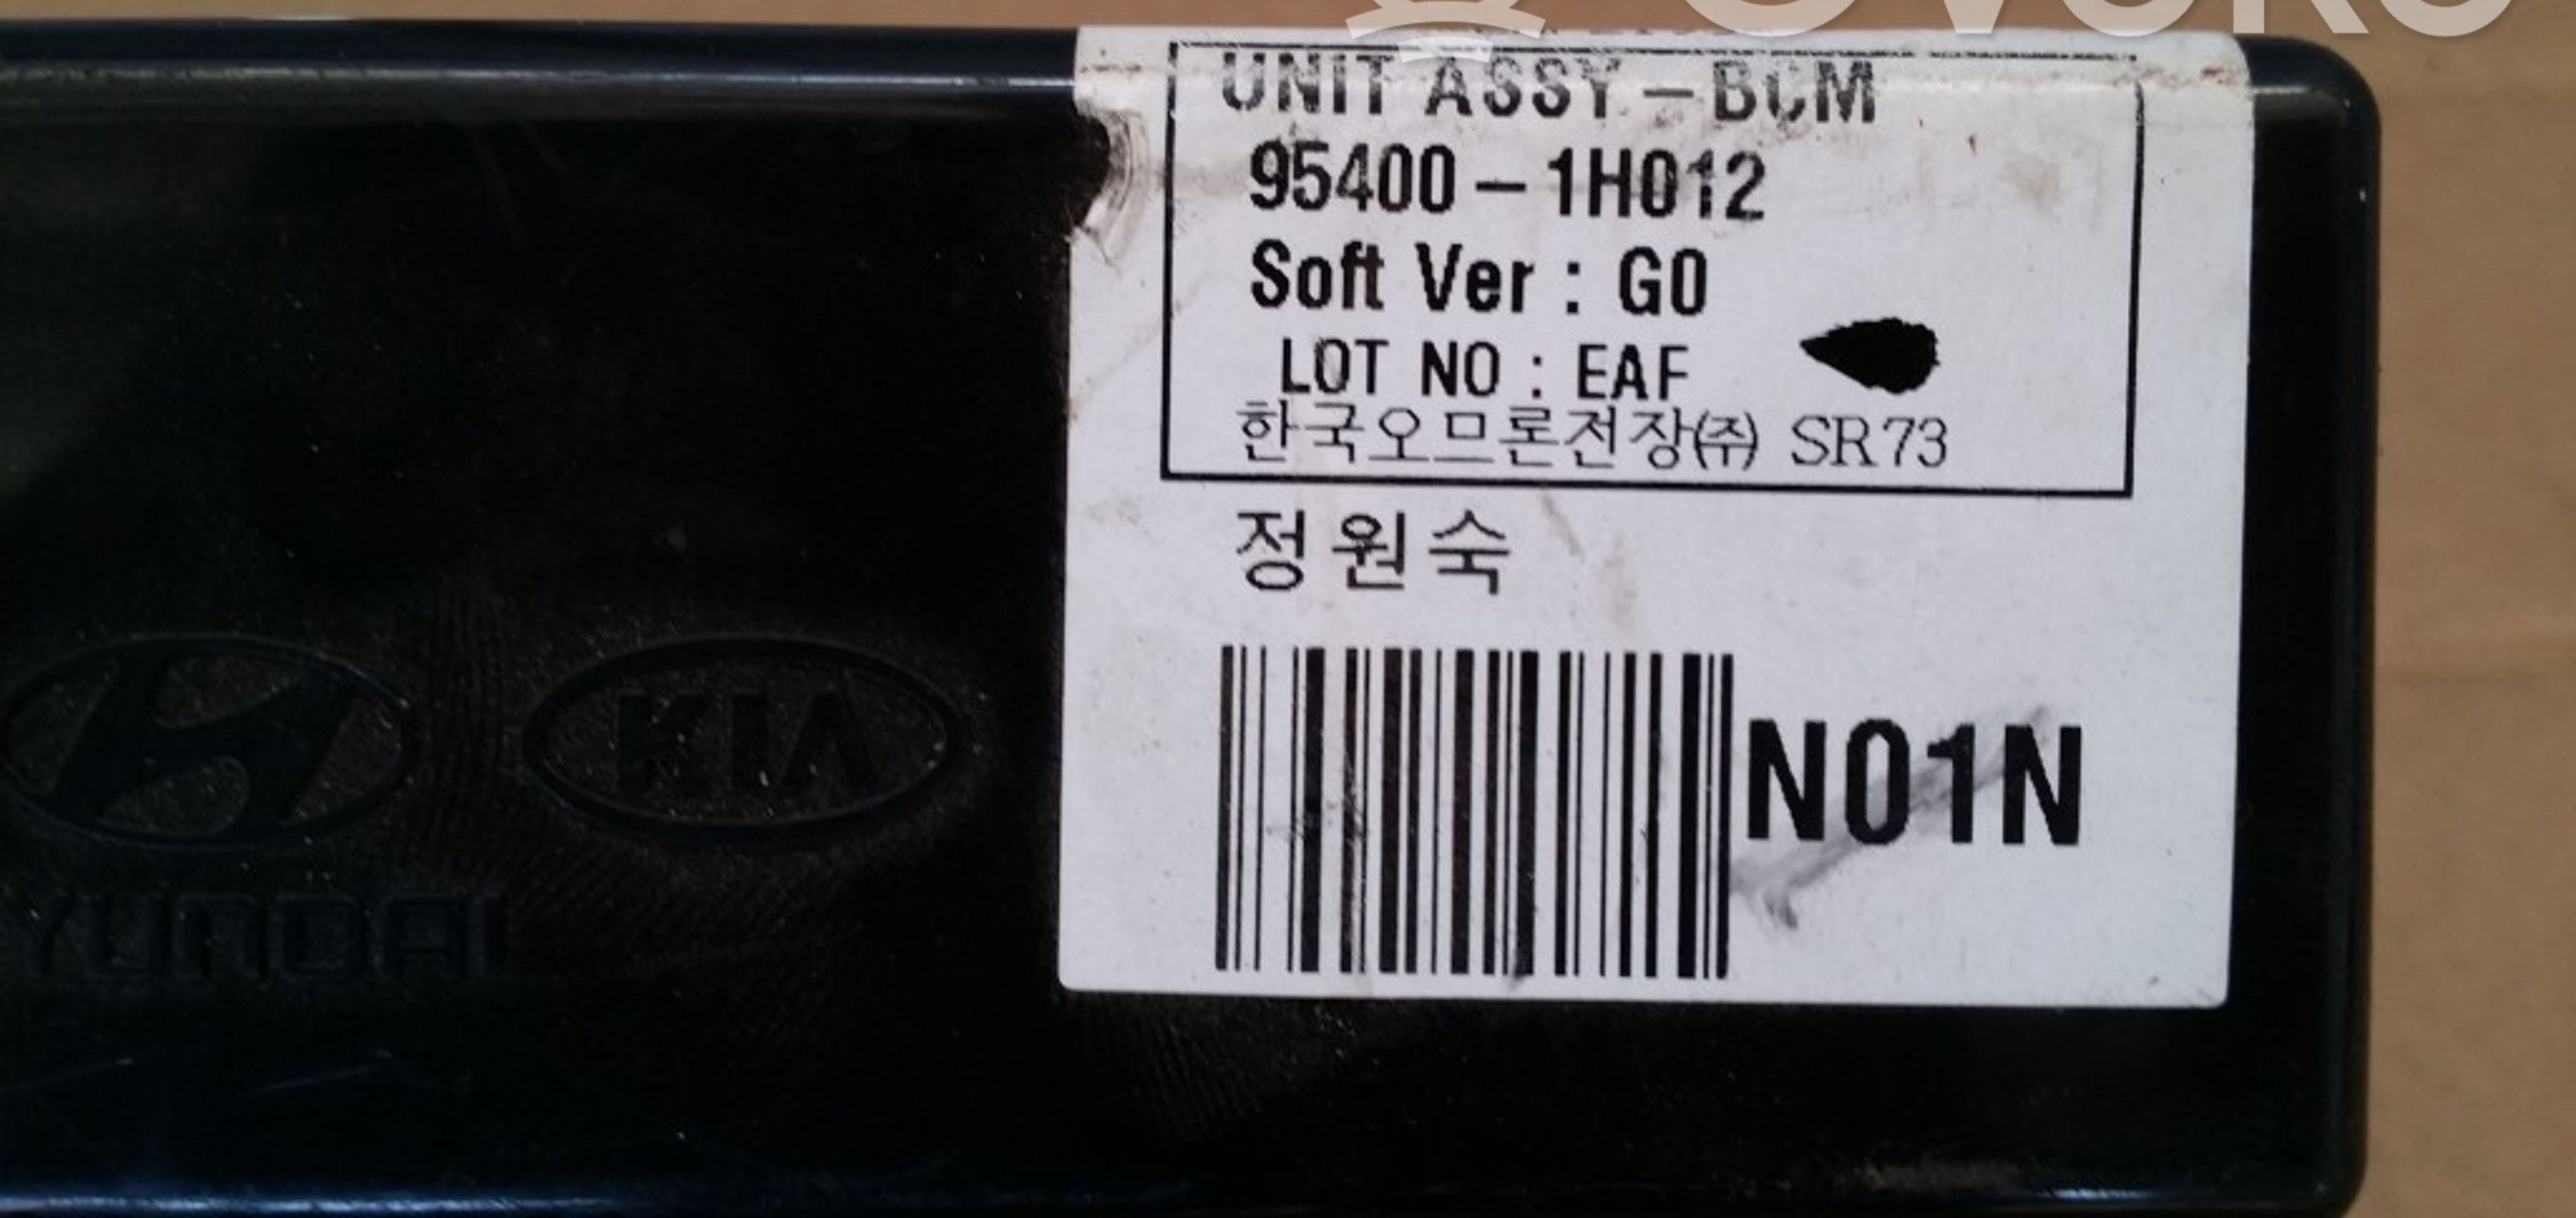 UNIT ASSY – BCM
95400 – 1H012
Soft Ver : G0
LOT NO : EAF
한국오므론전장㈜ SR73
정원숙
N01N
KIA
HYUNDAI